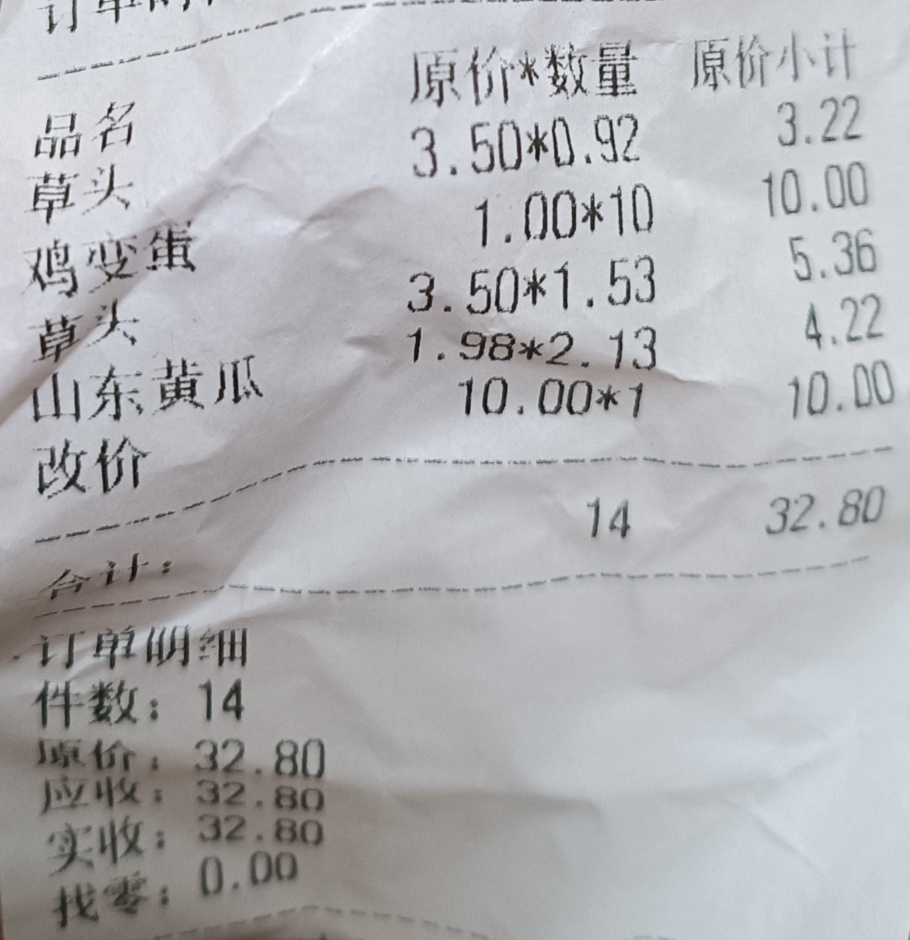 订单明
品名 原价*数量 原价小计
草头 3.50*0.92 3.22
鸡变蛋 1.00*10 10.00
草头 3.50*1.53 5.36
山东黄瓜 1.98*2.13 4.22
改价 10.00*1 10.00
合计: 14 32.80
订单明细
件数: 14
原价: 32.80
应收: 32.80
实收: 32.80
找零: 0.00